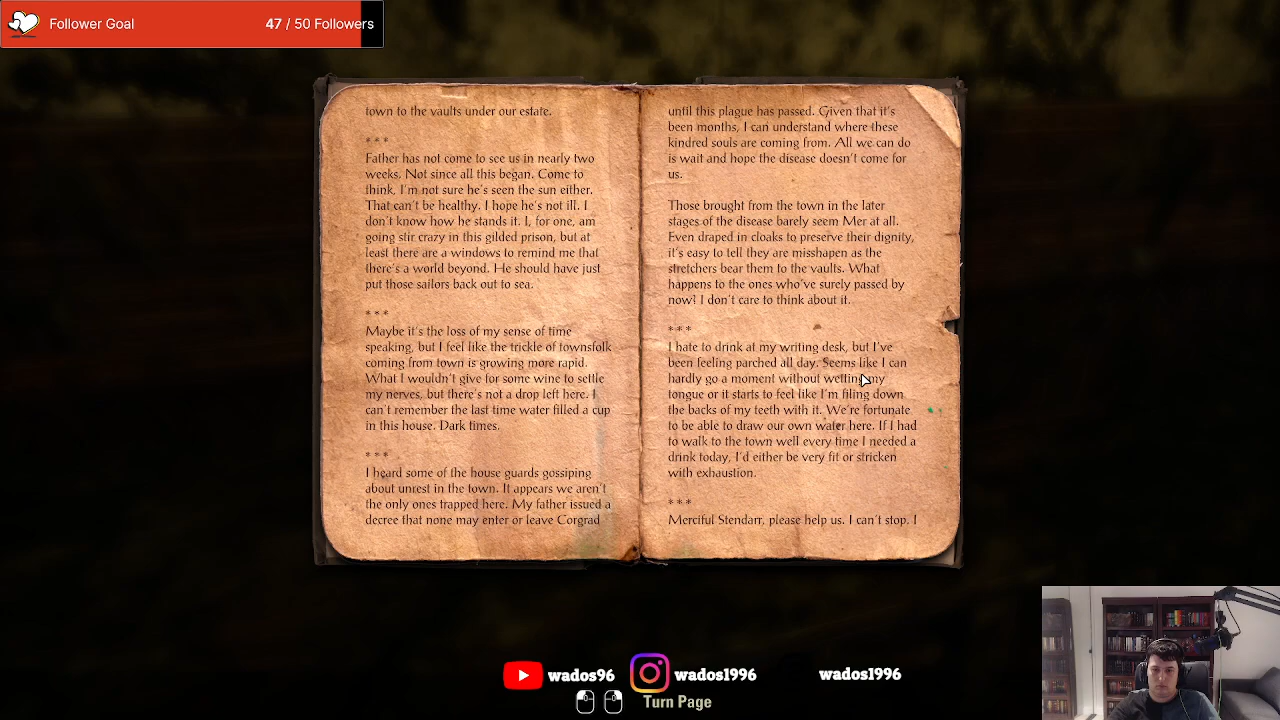 Follower Goal
47 / 50 Followers
town to the vaults under our estate.
* * *
Father has not come to see us in nearly two
weeks. Not since all this began. Come to
think, I'm not sure he's seen the sun either.
That can't be healthy. I hope he's not ill. I
don't know how he stands it. I, for one, am
going stir crazy in this gilded prison, but at
least there are a windows to remind me that
there's a world beyond. He should have just
put those sailors back out to sea.
* * *
Maybe it's the loss of my sense of time
speaking, but I feel like the trickle of townsfolk
coming from town is growing more rapid.
What I wouldn't give for some wine to settle
my nerves, but there's not a drop left here. I
can't remember the last time water filled a cup
in this house. Dark times.
* * *
I heard some of the house guards gossiping
about unrest in the town. It appears we aren't
the only ones trapped here. My father issued a
decree that none may enter or leave Corgrad
until this plague has passed. Given that it's
been months, I can understand where these
kindred souls are coming from. All we can do
is wait and hope the disease doesn't come for
us.
Those brought from the town in the later
stages of the disease barely seem Mer at all.
Even draped in cloaks to preserve their dignity,
it's easy to tell they are misshapen as the
stretchers bear them to the vaults. What
happens to the ones who've surely passed by
now? I don't care to think about it.
* * *
I hate to drink at my writing desk, but I've
been feeling parched all day. Seems like I can
hardly go a moment without wetting my
tongue or it starts to feel like I'm filing down
the backs of my teeth with it. We're fortunate
to be able to draw our own water here. If I had
to walk to the town well every time I needed a
drink today, I'd either be very fit or stricken
with exhaustion.
* * *
Merciful Stendarr, please help us. I can't stop. I
wados96
wados1996
wados1996
Turn Page